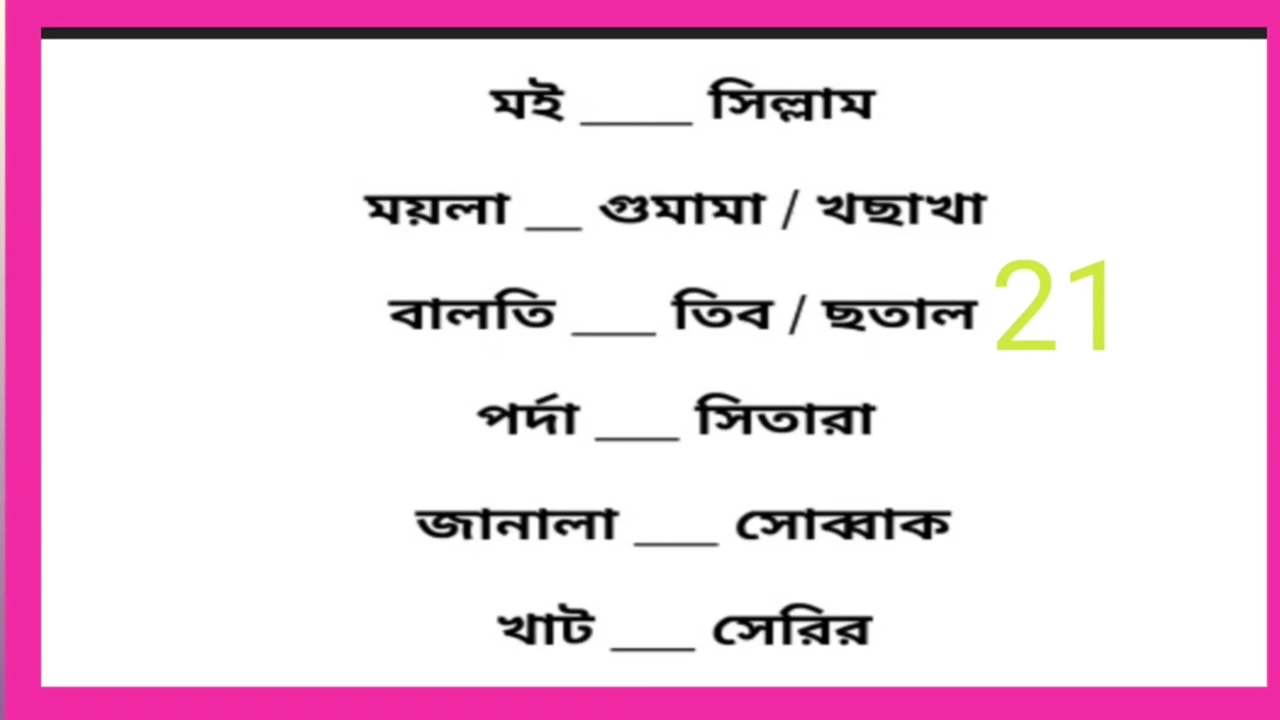 মই ____ সিল্লাম
ময়লা __ গুমামা / খছাখা
বালতি ___ তিব / ছতাল
21
পর্দা ___ সিতারা
জানালা ___ সোব্বাক
খাট ___ সেরির